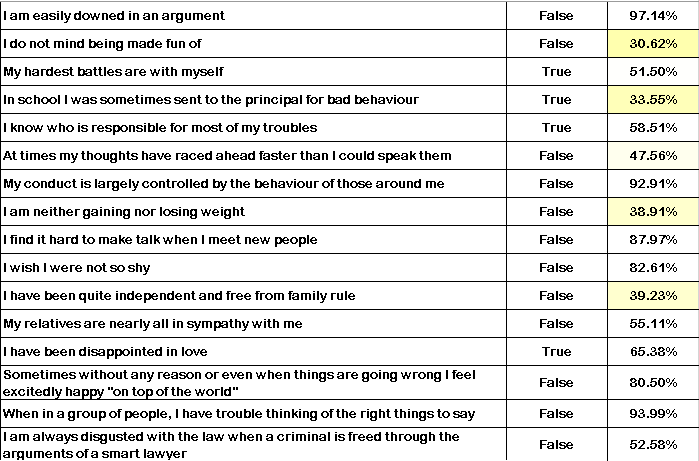 I am easily downed in an argument False 97.14%
I do not mind being made fun of False 30.62%
My hardest battles are with myself True 51.50%
In school I was sometimes sent to the principal for bad behaviour True 33.55%
I know who is responsible for most of my troubles True 58.51%
At times my thoughts have raced ahead faster than I could speak them False 47.56%
My conduct is largely controlled by the behaviour of those around me False 92.91%
I am neither gaining nor losing weight False 38.91%
I find it hard to make talk when I meet new people False 87.97%
I wish I were not so shy False 82.61%
I have been quite independent and free from family rule False 39.23%
My relatives are nearly all in sympathy with me False 55.11%
I have been disappointed in love True 65.38%
Sometimes without any reason or even when things are going wrong I feel
excitedly happy "on top of the world" False 80.50%
When in a group of people, I have trouble thinking of the right things to say False 93.99%
I am always disgusted with the law when a criminal is freed through the
arguments of a smart lawyer False 52.58%